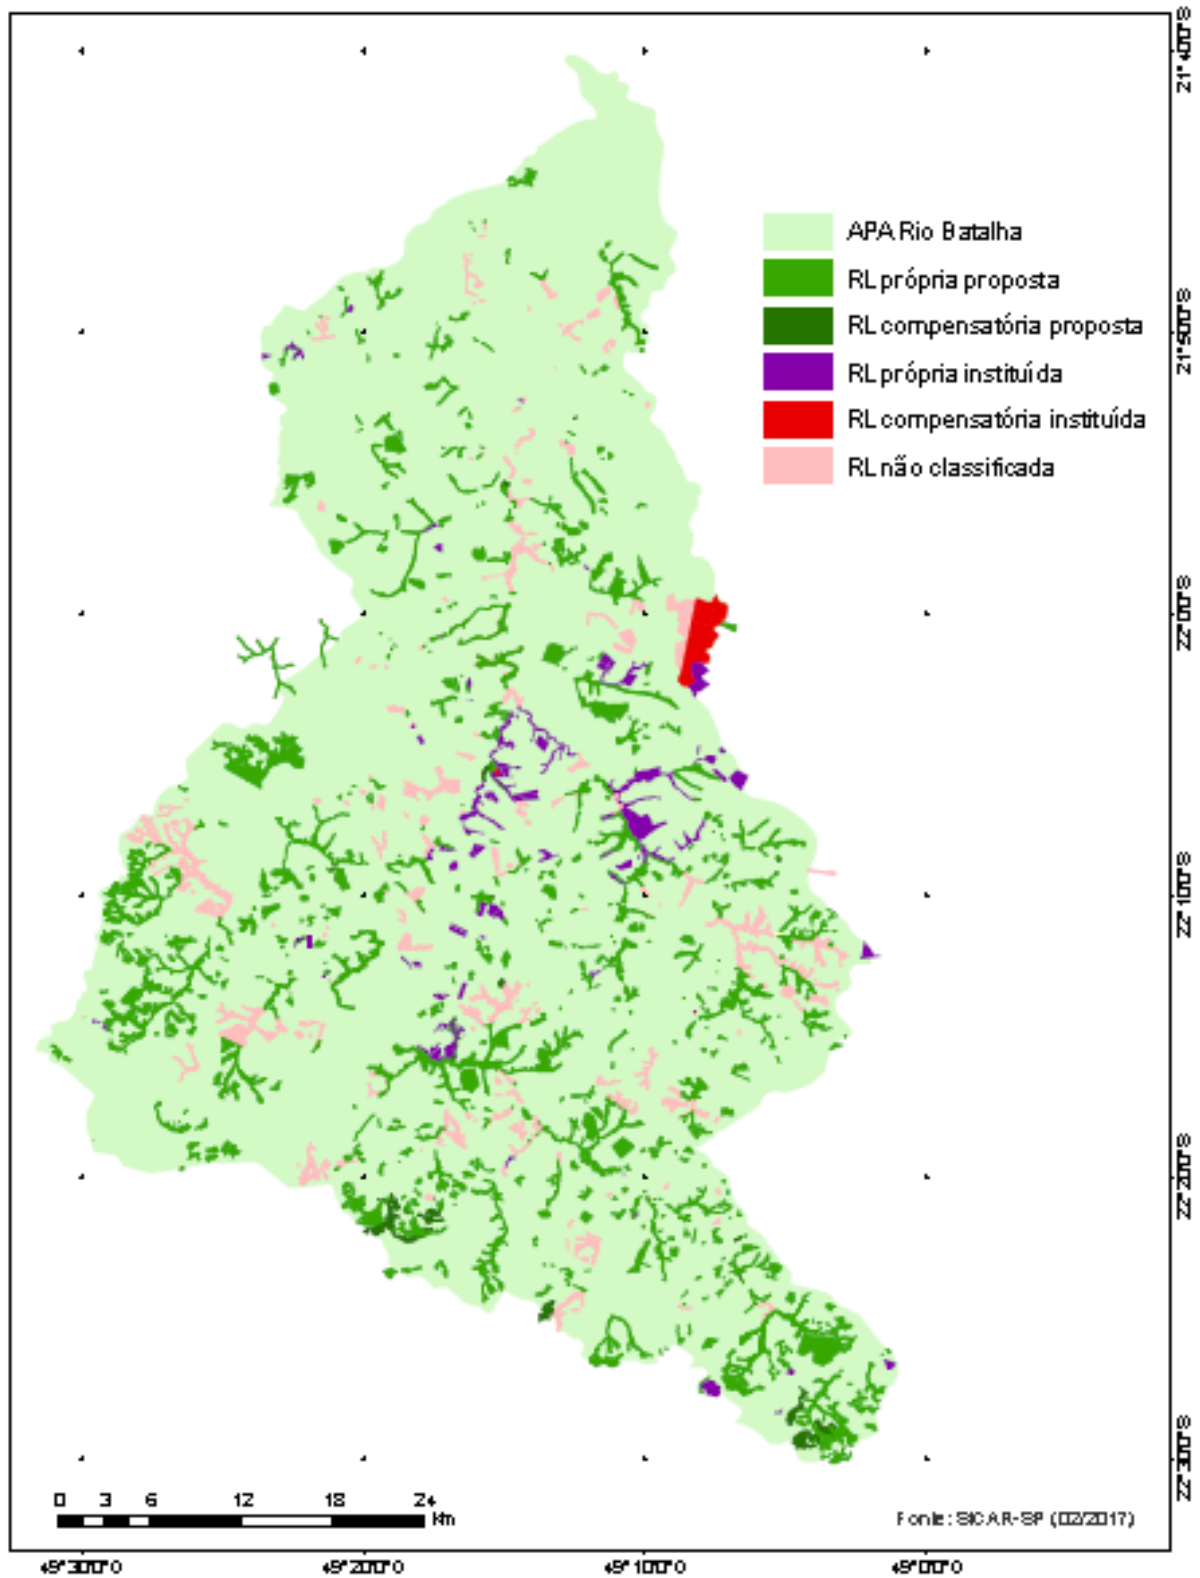 APA Rio Batalha
RL própria proposta
RL compensatória proposta
RL própria instituída
RL compensatória instituída
RL não classificada
21°40'0"S
21°50'0"S
22°0'0"S
22°10'0"S
22°20'0"S
22°30'0"S
0 3 6 12 18 24
Km
Fonte: SICAR-SP (02/2017)
49°30'0"O 49°20'0"O 49°10'0"O 49°0'0"O